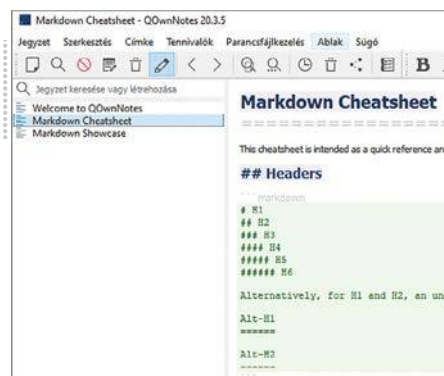 Markdown Cheatsheet - QOwnNotes 20.3.5
Jegyzet Szerkesztés Címke Tennivalók Parancsfájlkezelés Ablak Súgó
B
Jegyzet keresése vagy létrehozása
Welcome to QOwnNotes
Markdown Cheatsheet
Markdown Showcase
Markdown Cheatsheet
===================
This cheatsheet is intended as a quick reference an
## Headers
```markdown
# H1
## H2
### H3
#### H4
##### H5
###### H6
Alternatively, for H1 and H2, an un
Alt-H1
======
Alt-H2
------